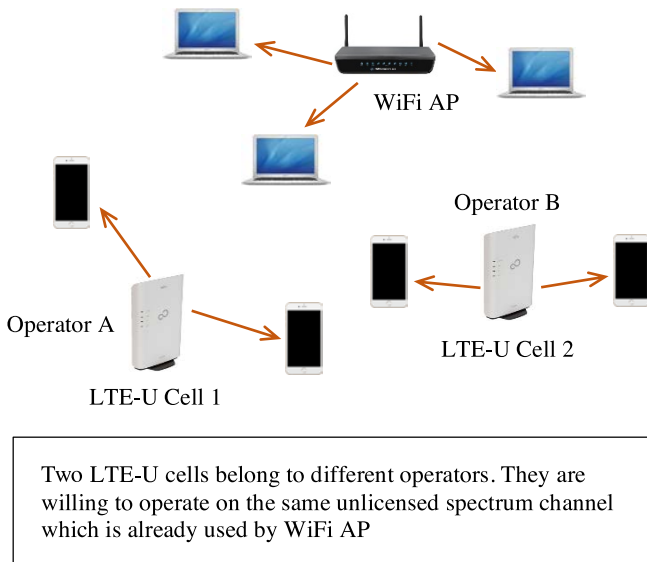 WiFi AP
Operator B
Operator A
LTE-U Cell 2
LTE-U Cell 1
Two LTE-U cells belong to different operators. They are
willing to operate on the same unlicensed spectrum channel
which is already used by WiFi AP